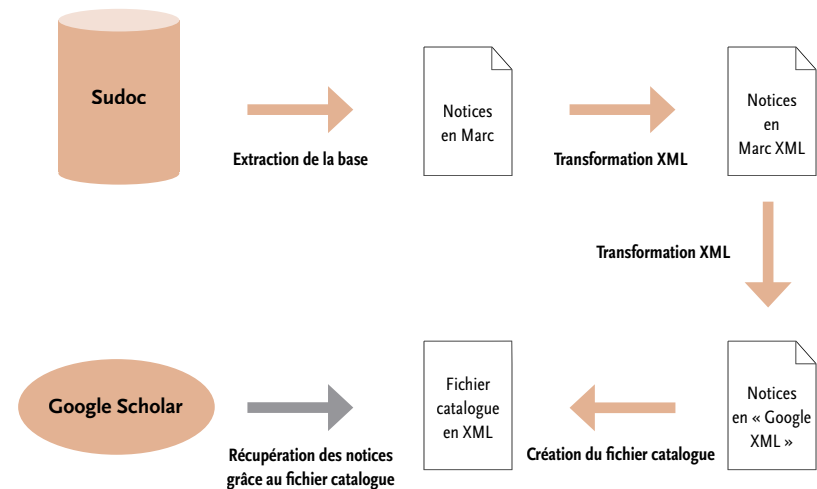 Sudoc
Extraction de la base
Notices
en Marc
Transformation XML
Notices
en
Marc XML
Transformation XML
Google Scholar
Récupération des notices
grâce au fichier catalogue
Fichier
catalogue
en XML
Création du fichier catalogue
Notices
en « Google
XML »